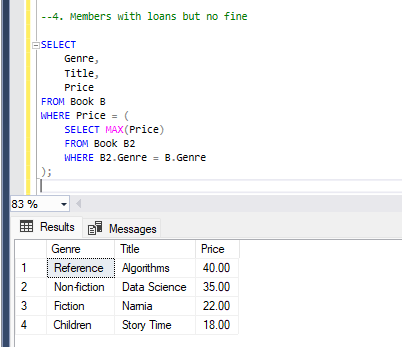 --4. Members with loans but no fine
SELECT
Genre,
Title,
Price
FROM Book B
WHERE Price = (
SELECT MAX(Price)
FROM Book B2
WHERE B2.Genre = B.Genre
);
83 %
Results Messages
Genre Title Price
1 Reference Algorithms 40.00
2 Non-fiction Data Science 35.00
3 Fiction Narnia 22.00
4 Children Story Time 18.00